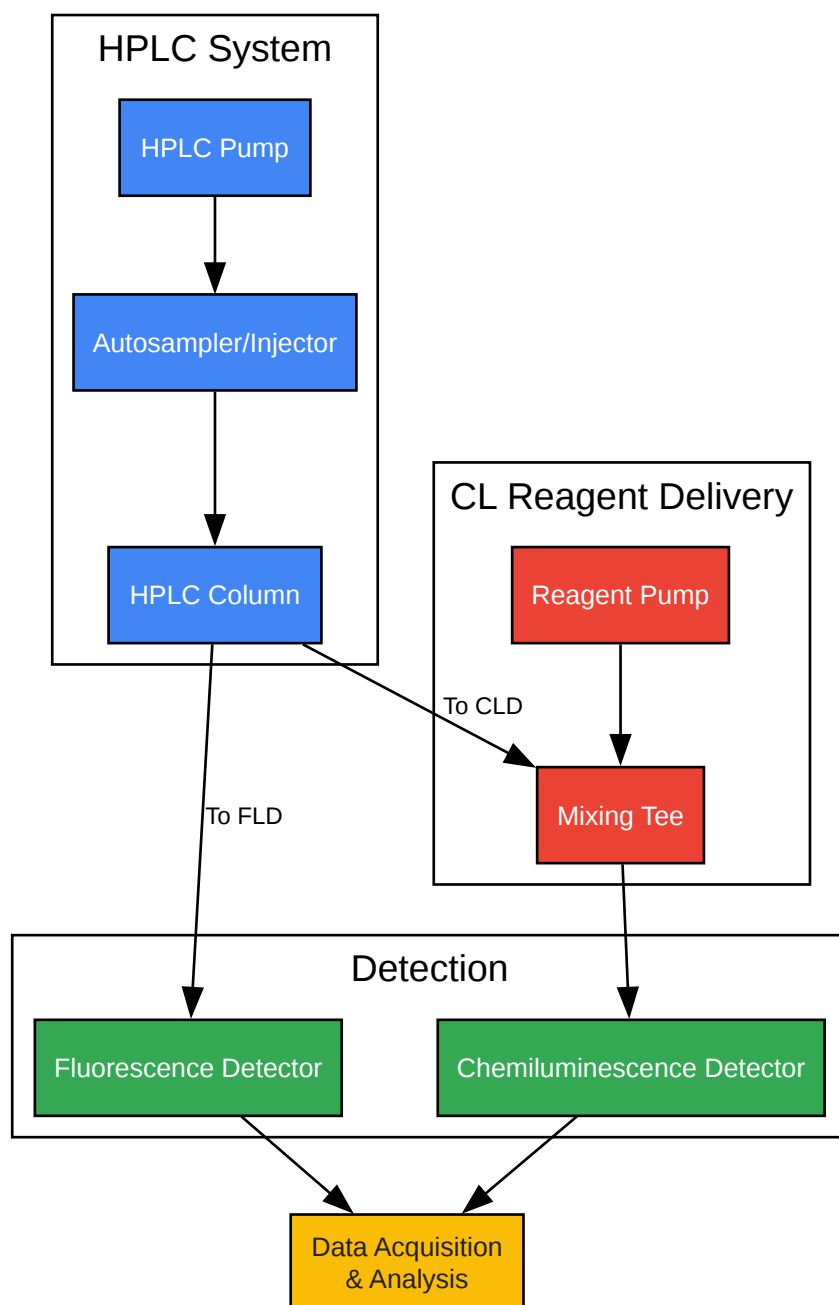 HPLC System
HPLC Pump
Autosampler/Injector
HPLC Column
CL Reagent Delivery
Reagent Pump
To CLD
Mixing Tee
To FLD
Detection
Fluorescence Detector
Chemiluminescence Detector
Data Acquisition
& Analysis